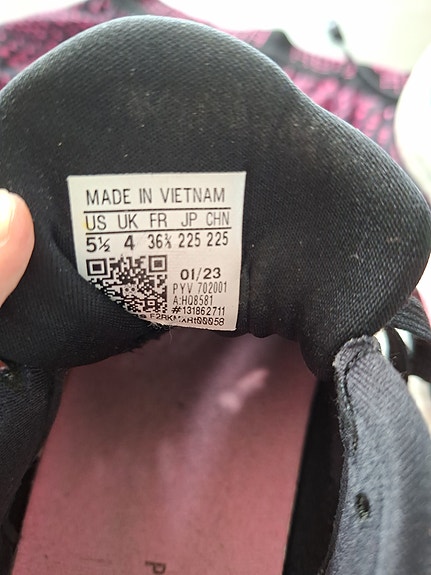 MADE IN VIETNAM
US UK FR JP CHN
5½ 4 36⅔ 225 225
01/23
PYV 702001
A:HQ8581
#131862711
P